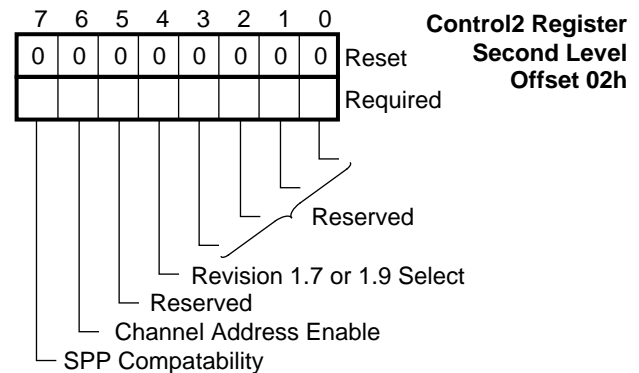 7 6 5 4 3 2 1 0
Control2 Register
Second Level
Offset 02h
0 0 0 0 0 0 0 0 Reset
Required
Reserved
Revision 1.7 or 1.9 Select
Reserved
Channel Address Enable
SPP Compatability